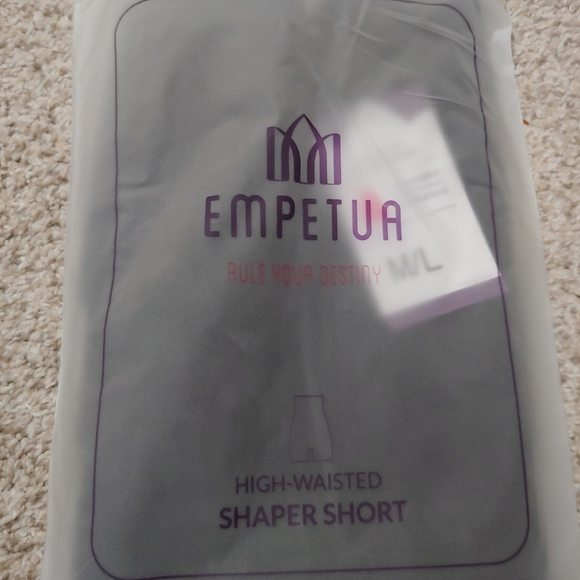 EMPETUA
RULE YOUR DESTINY
M/L
HIGH-WAISTED
SHAPER SHORT